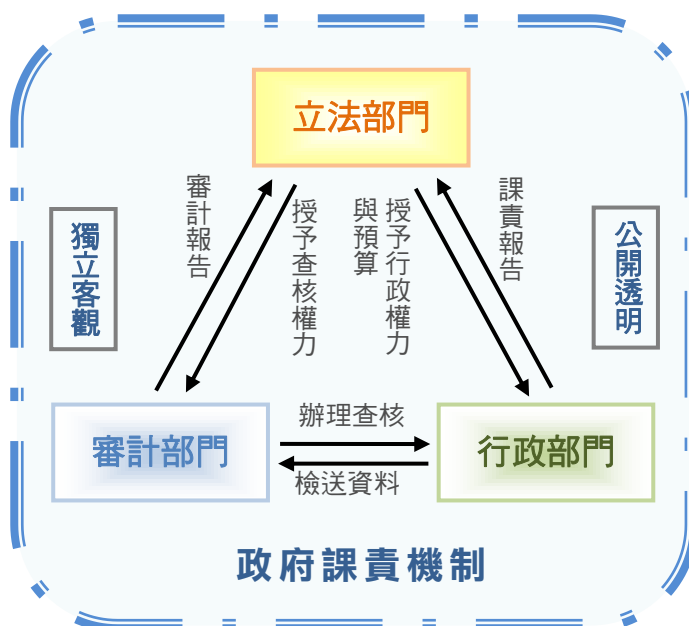 立法部門
審計報告
授予查核權力
授予行政權力
與預算
課責報告
獨立客觀
公開透明
審計部門
辦理查核
檢送資料
行政部門
政府課責機制